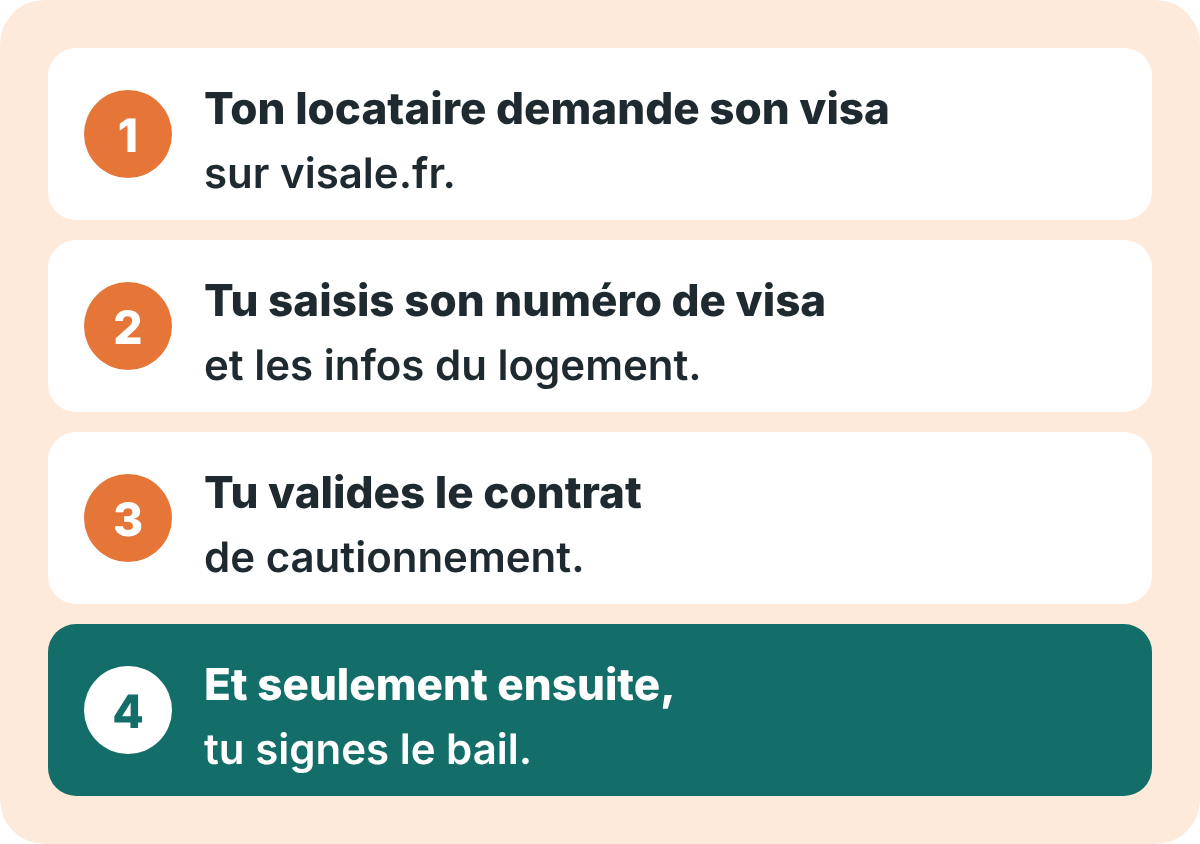 1
Ton locataire demande son visa
sur visale.fr.
2
Tu saisis son numéro de visa
et les infos du logement.
3
Tu valides le contrat
de cautionnement.
4
Et seulement ensuite,
tu signes le bail.